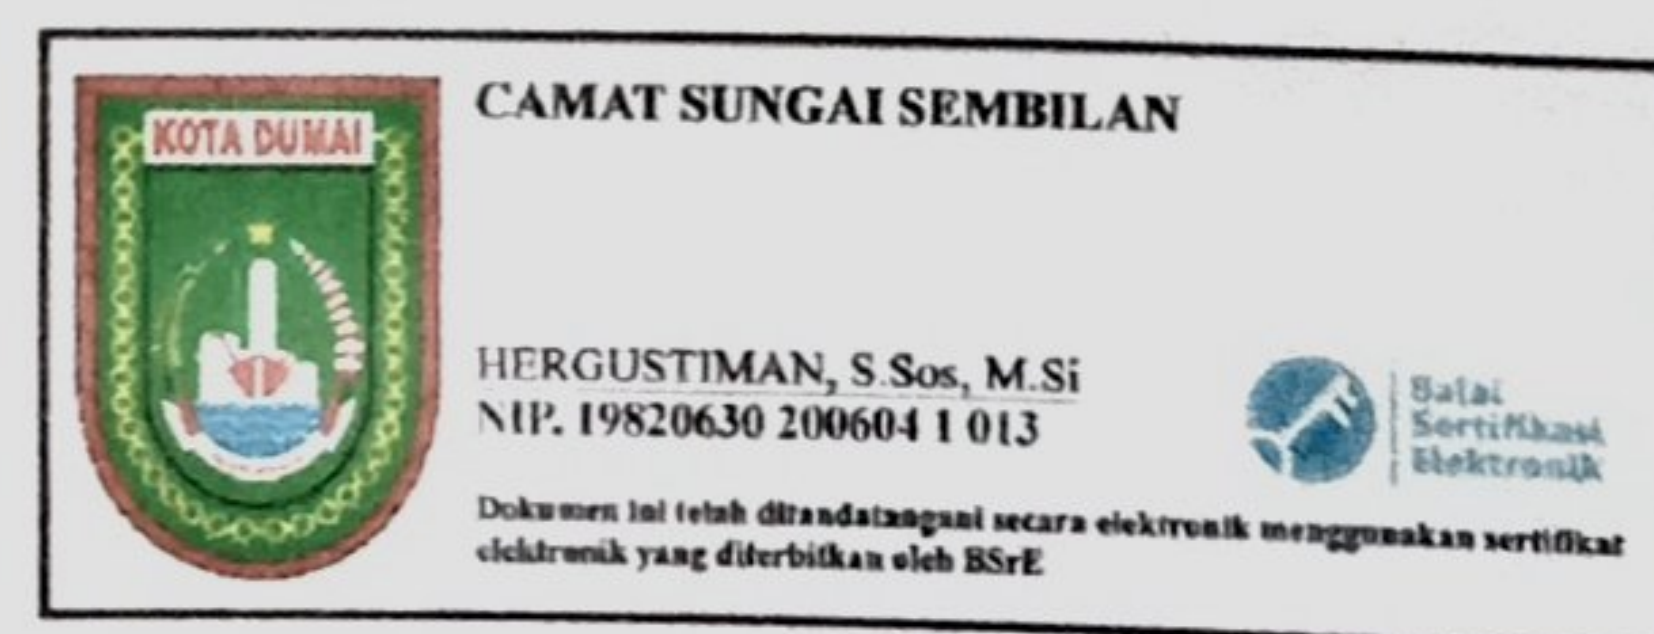 KOTA DUMAI
CAMAT SUNGAI SEMBILAN
HERGUSTIMAN, S.Sos, M.Si
NIP. 19820630 200604 1 013
Balai
Sertifikasi
Elektronik
Dokumen ini telah ditandatangani secara elektronik menggunakan sertifikat
elektronik yang diterbitkan oleh BSrE